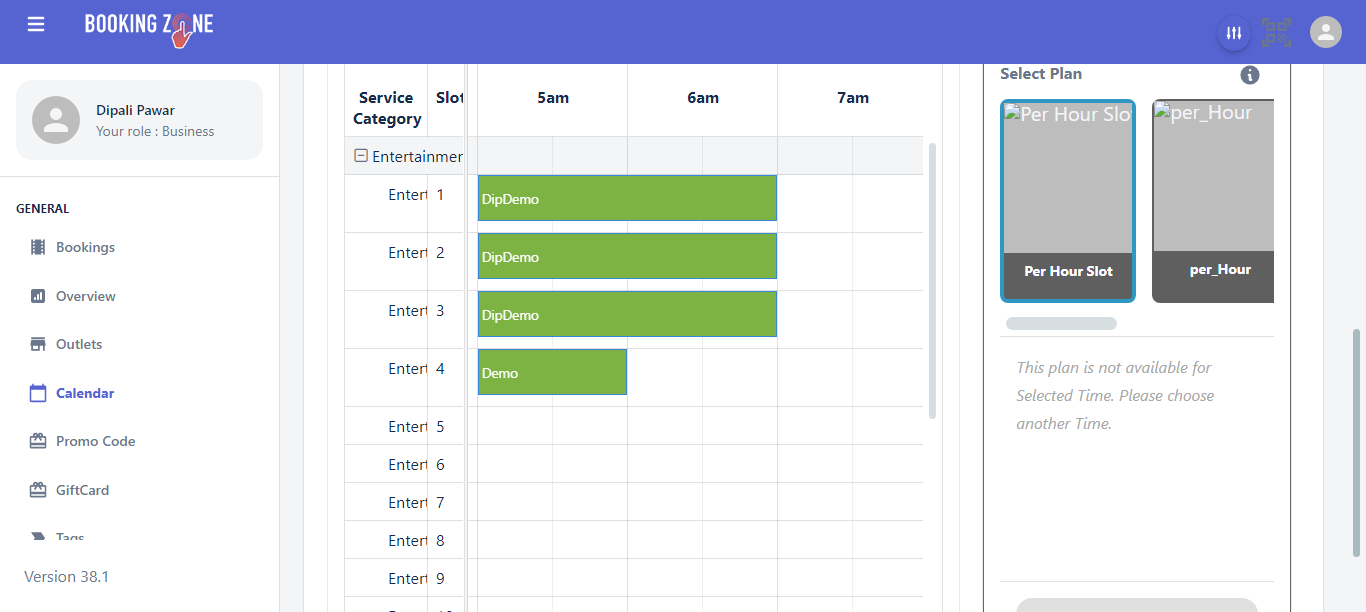 BOOKING ZONE
Dipali Pawar
Your role : Business
GENERAL
Bookings
Overview
Outlets
Calendar
Promo Code
GiftCard
Tags
Version 38.1
Service
Category
Slot
5am
6am
7am
Entertainmen
Entert 1
DipDemo
Entert 2
DipDemo
Entert 3
DipDemo
Entert 4
Demo
Entert 5
Entert 6
Entert 7
Entert 8
Entert 9
Select Plan
Per Hour Slo
per_Hour
Per Hour Slot
per_Hour
This plan is not available for
Selected Time. Please choose
another Time.